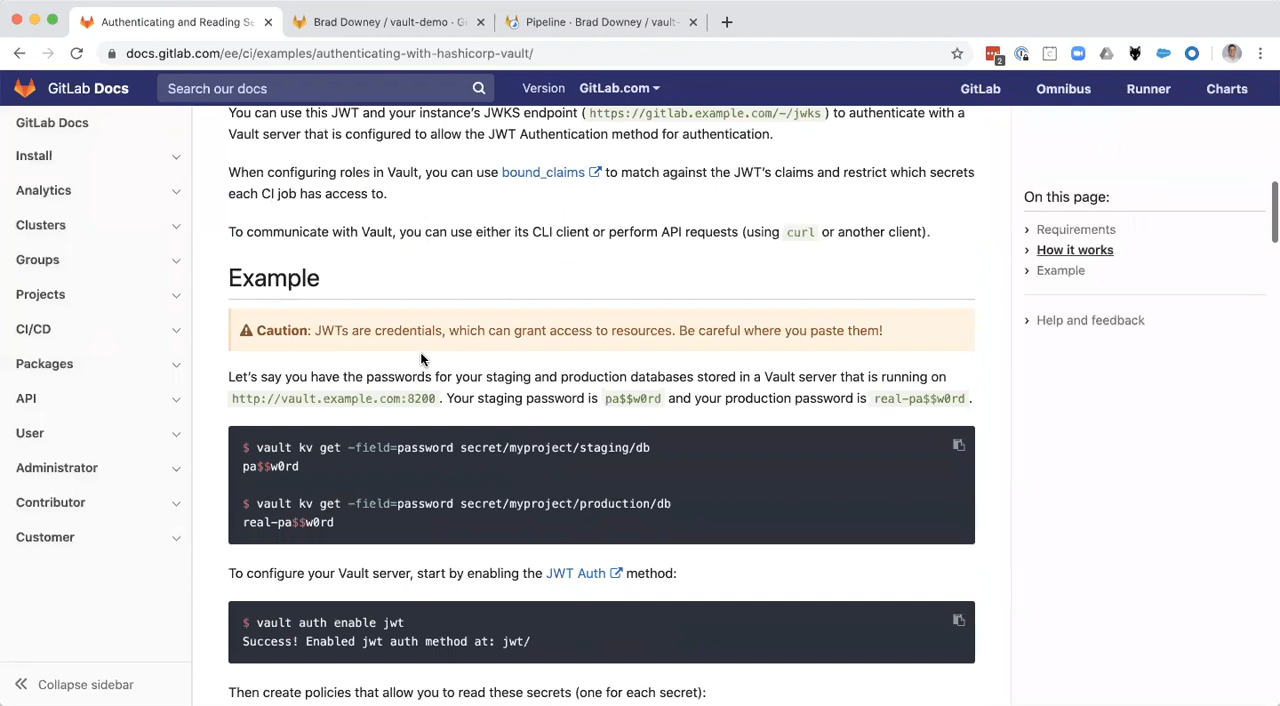 Authenticating and Reading Se
Brad Downey / vault-demo · Gi
Pipeline · Brad Downey / vault-
docs.gitlab.com/ee/ci/examples/authenticating-with-hashicorp-vault/
2
GitLab Docs
Search our docs
Version GitLab.com
GitLab
Omnibus
Runner
Charts
GitLab Docs
Install
Analytics
Clusters
Groups
Projects
CI/CD
Packages
API
User
Administrator
Contributor
Customer
Collapse sidebar
You can use this JWT and your instance's JWKS endpoint ( https://gitlab.example.com/-/jwks ) to authenticate with a
Vault server that is configured to allow the JWT Authentication method for authentication.
When configuring roles in Vault, you can use bound_claims to match against the JWT's claims and restrict which secrets
each CI job has access to.
To communicate with Vault, you can use either its CLI client or perform API requests (using curl or another client).
Example
Caution: JWTs are credentials, which can grant access to resources. Be careful where you paste them!
Let's say you have the passwords for your staging and production databases stored in a Vault server that is running on
http://vault.example.com:8200 . Your staging password is pa$$w0rd and your production password is real-pa$$w0rd .
$ vault kv get -field=password secret/myproject/staging/db
pa$$w0rd
$ vault kv get -field=password secret/myproject/production/db
real-pa$$w0rd
To configure your Vault server, start by enabling the JWT Auth method:
$ vault auth enable jwt
Success! Enabled jwt auth method at: jwt/
Then create policies that allow you to read these secrets (one for each secret):
On this page:
Requirements
How it works
Example
Help and feedback